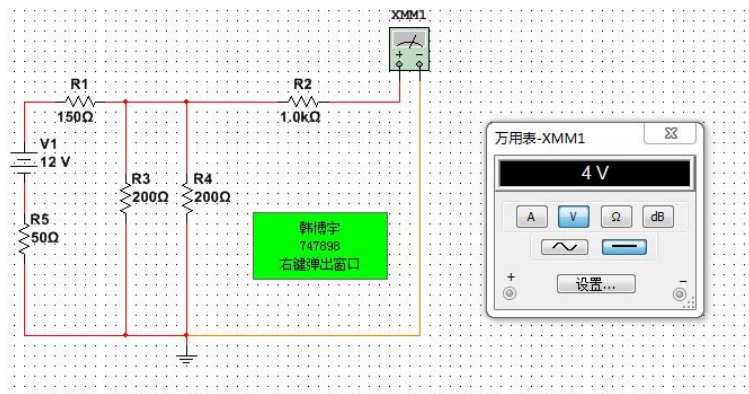 XMM1
R1
150Ω
R2
1.0kΩ
V1
12 V
R3
200Ω
R4
200Ω
R5
50Ω
韩博宇
747898
右键弹出窗口
万用表-XMM1
4 V
A
V
Ω
dB
设置...